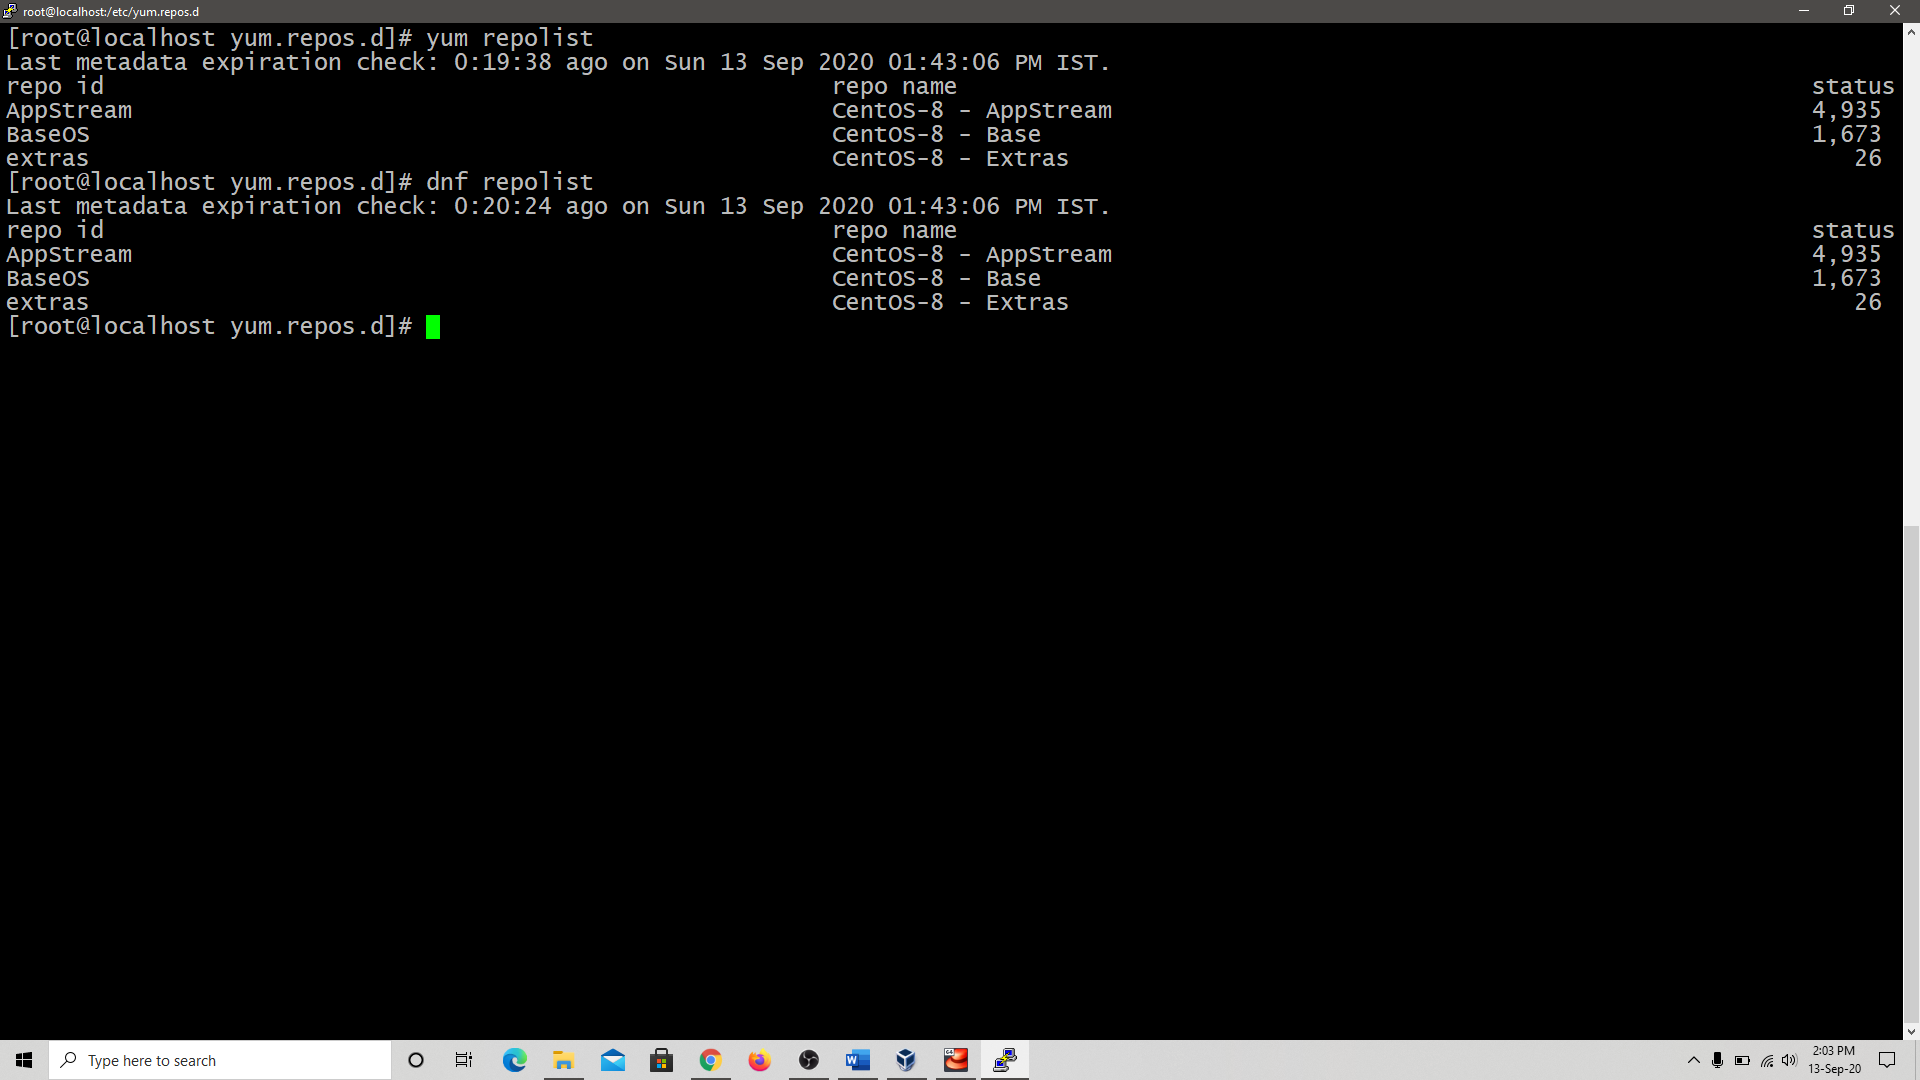 root@localhost:/etc/yum.repos.d
[root@localhost yum.repos.d]# yum repolist
Last metadata expiration check: 0:19:38 ago on Sun 13 Sep 2020 01:43:06 PM IST.
repo id repo name status
AppStream CentOS-8 - AppStream 4,935
BaseOS CentOS-8 - Base 1,673
extras CentOS-8 - Extras 26
[root@localhost yum.repos.d]# dnf repolist
Last metadata expiration check: 0:20:24 ago on Sun 13 Sep 2020 01:43:06 PM IST.
repo id repo name status
AppStream CentOS-8 - AppStream 4,935
BaseOS CentOS-8 - Base 1,673
extras CentOS-8 - Extras 26
[root@localhost yum.repos.d]#
Type here to search
2:03 PM
13-Sep-20